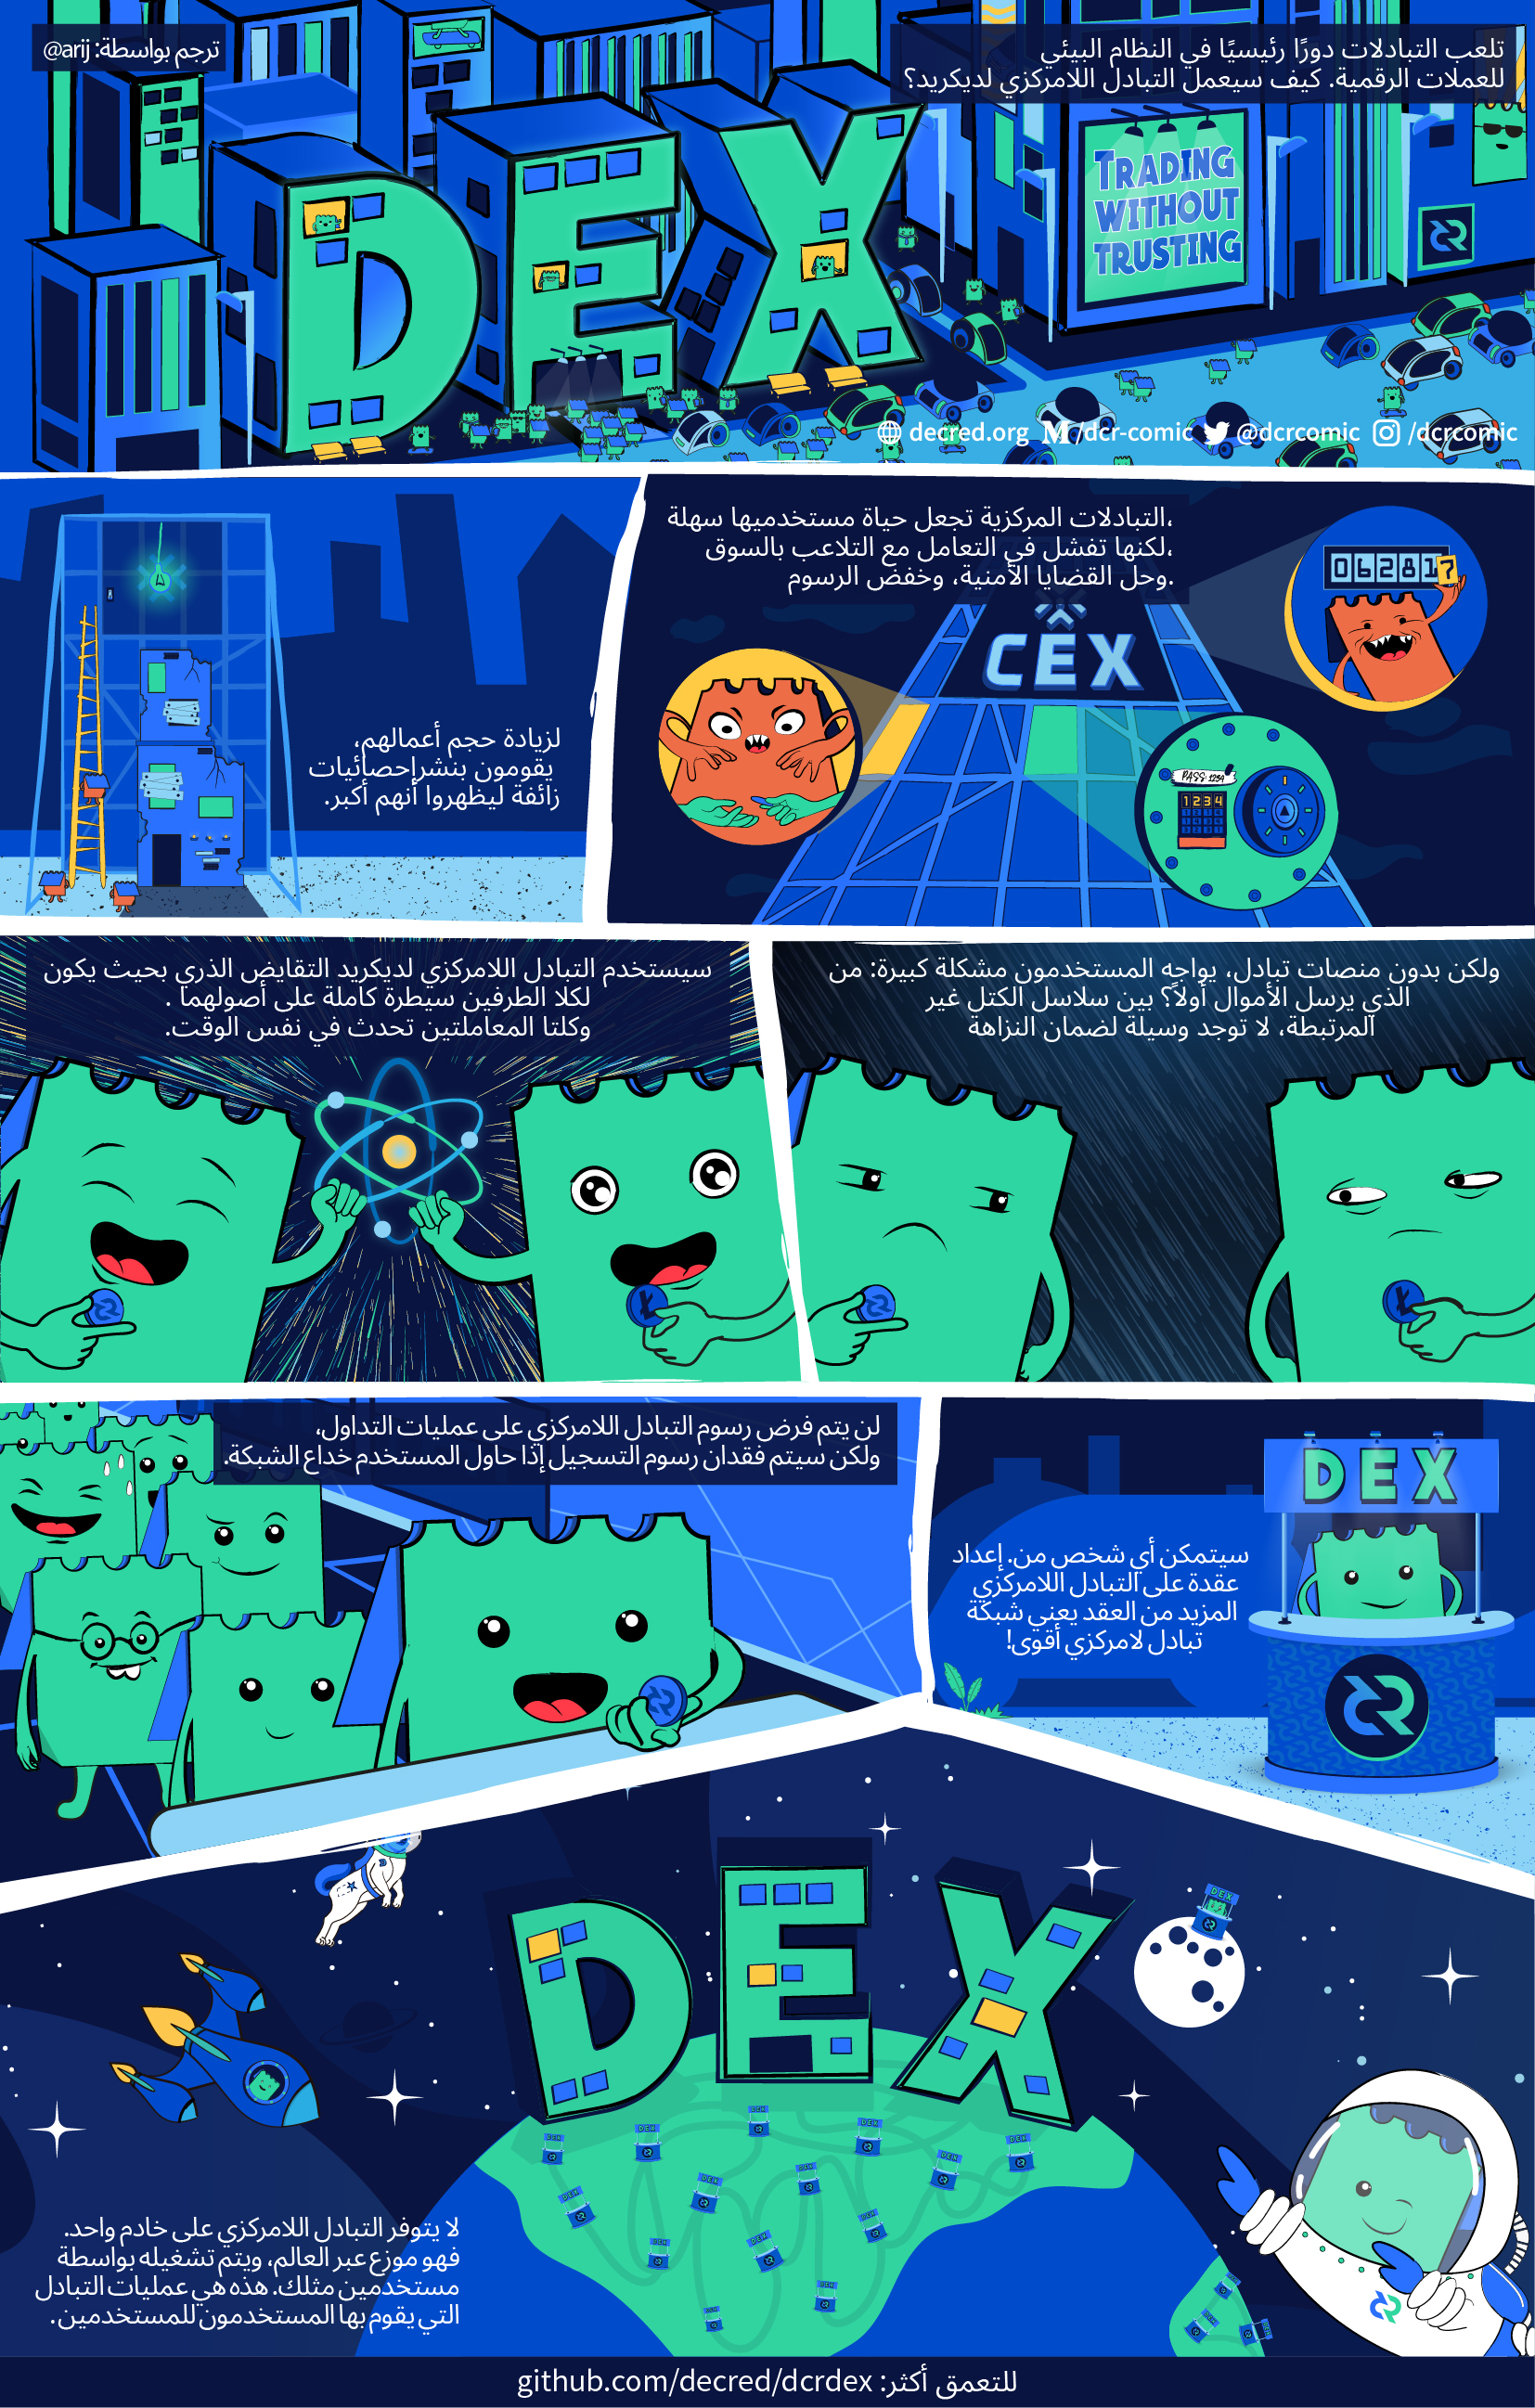 تلعب التبادلات دورًا رئيسيًا في النظام البيئي
للعملات الرقمية. كيف سيعمل التبادل اللامركزي لديكريد؟
ترجم بواسطة: arij@
DEX
TRADING
WITHOUT
TRUSTING
decred.org
/dcr-comic
@dcrcomic
/dcrcomic
التبادلات المركزية تجعل حياة مستخدميها سهلة،
لكنها تفشل في التعامل مع التلاعب بالسوق،
وحل القضايا الأمنية، وخفض الرسوم.
062817
CEX
PASS: 1234
1234
لزيادة حجم أعمالهم،
يقومون بنشرإحصائيات
زائفة ليظهروا أنهم أكبر.
ولكن بدون منصات تبادل، يواجه المستخدمون مشكلة كبيرة: من
الذي يرسل الأموال أولاً؟ بين سلاسل الكتل غير
المرتبطة، لا توجد وسيلة لضمان النزاهة
سيستخدم التبادل اللامركزي لديكريد التقايض الذري بحيث يكون
لكلا الطرفين سيطرة كاملة على أصولهما .
وكلتا المعاملتين تحدث في نفس الوقت.
DEX
سيتمكن أي شخص من. إعداد
عقدة على التبادل اللامركزي
المزيد من العقد يعني شبكة
تبادل لامركزي أقوى!
لن يتم فرض رسوم التبادل اللامركزي على عمليات التداول،
ولكن سيتم فقدان رسوم التسجيل إذا حاول المستخدم خداع الشبكة.
DEX
DEX
لا يتوفر التبادل اللامركزي على خادم واحد.
فهو موزع عبر العالم، ويتم تشغيله بواسطة
مستخدمين مثلك. هذه هي عمليات التبادل
التي يقوم بها المستخدمون للمستخدمين.
للتعمق أكثر: github.com/decred/dcrdex